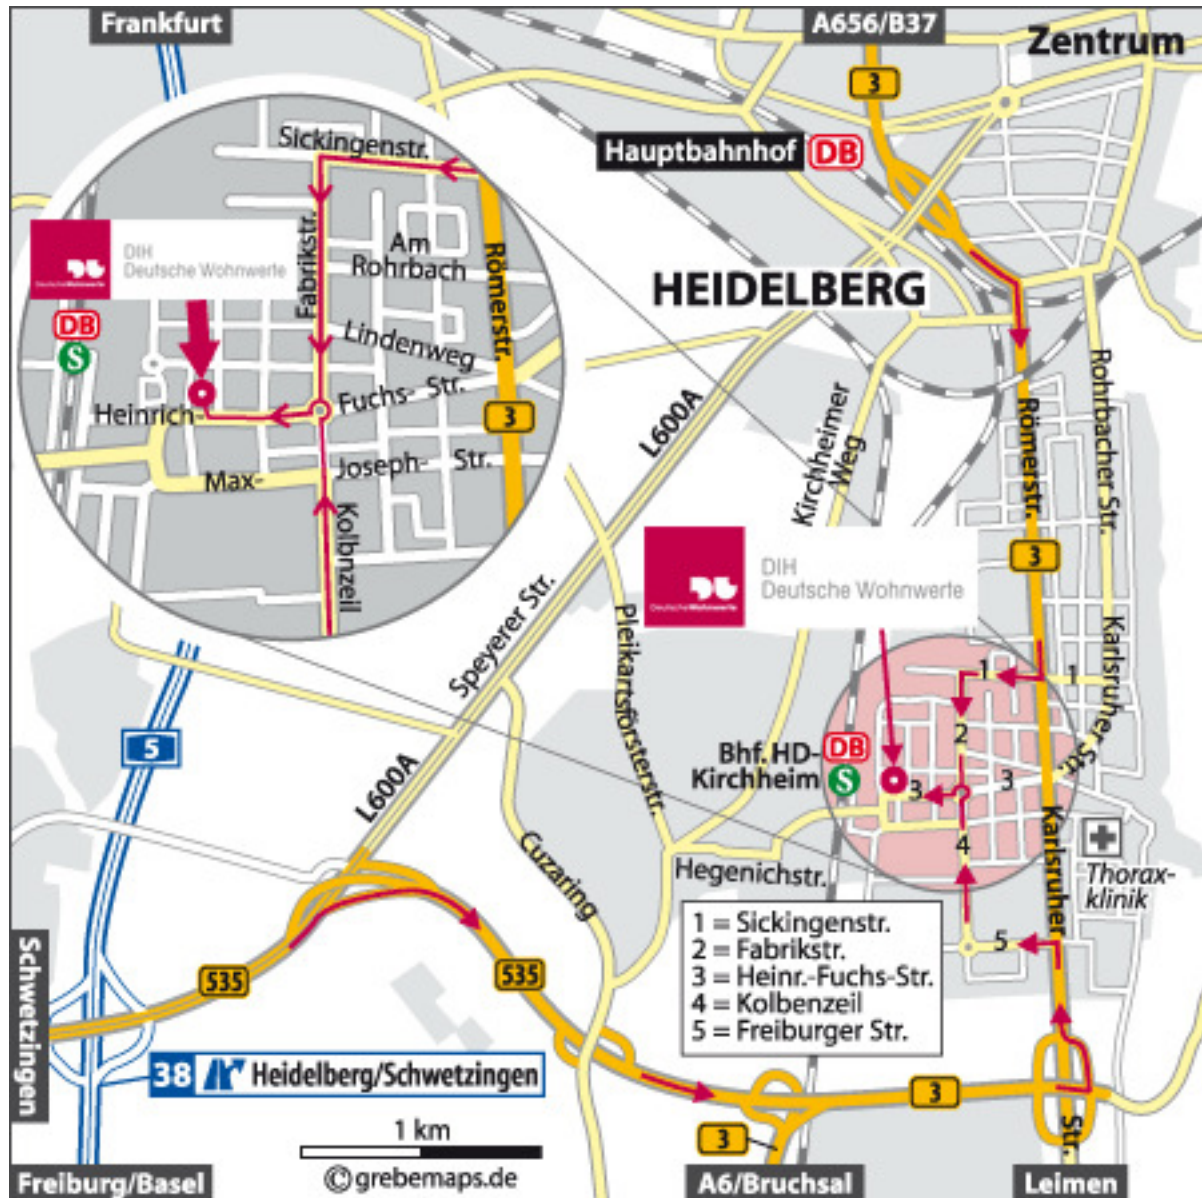 Frankfurt
A656/B37
Zentrum
3
Hauptbahnhof DB
Sickingenstr.
Fabrikstr.
Am
Rohrbach
Römerstr.
DIH
Deutsche Wohnwerte
DeutscheWohnwerte
DB
S
Lindenweg
Heinrich-
Fuchs- Str.
3
Max-
Joseph- Str.
Kolbnzeil
HEIDELBERG
L600A
Kirchheimer
Weg
Römerstr.
Rohrbacher Str.
3
DIH
Deutsche Wohnwerte
DeutscheWohnwerte
Speyerer Str.
Pleikartsförsterstr.
Karlsruher Str.
5
L600A
Bhf. HD-
Kirchheim
DB
S
1
1
2
3
3
4
5
Karlsruher
Str.
Cuzaring
Hegenichstr.
Thorax-
klinik
1 = Sickingenstr.
2 = Fabrikstr.
3 = Heinr.-Fuchs-Str.
4 = Kolbenzeil
5 = Freiburger Str.
Schwetzingen
535
535
38 Heidelberg/Schwetzingen
3
3
1 km
© grebemaps.de
Freiburg/Basel
A6/Bruchsal
Leimen